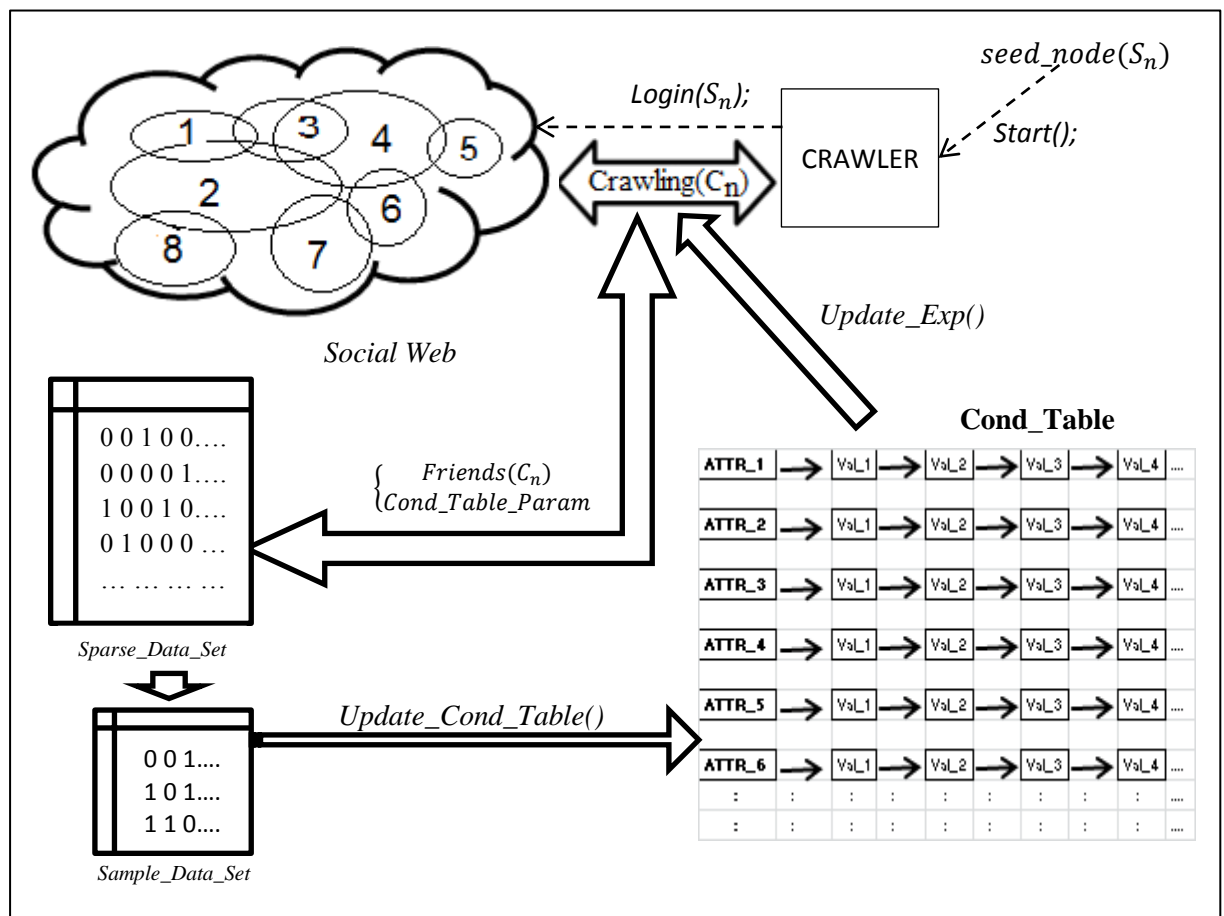 seed_node(Sₙ)
Login(Sₙ);
Start();
CRAWLER
Crawling(Cₙ)
1
2
3
4
5
6
7
8
Social Web
Update_Exp()
0 0 1 0 0....
0 0 0 0 1....
1 0 0 1 0....
0 1 0 0 0 ...
... ... ... ...
Sparse_Data_Set
{ Friends(Cₙ)
Cond_Table_Param
Cond_Table
ATTR_1 Val_1 Val_2 Val_3 Val_4 ....
ATTR_2 Val_1 Val_2 Val_3 Val_4 ....
ATTR_3 Val_1 Val_2 Val_3 Val_4 ....
ATTR_4 Val_1 Val_2 Val_3 Val_4 ....
ATTR_5 Val_1 Val_2 Val_3 Val_4 ....
ATTR_6 Val_1 Val_2 Val_3 Val_4 ....
: : : : : : : : ....
: : : : : : : : ....
Update_Cond_Table()
0 0 1....
1 0 1....
1 1 0....
Sample_Data_Set